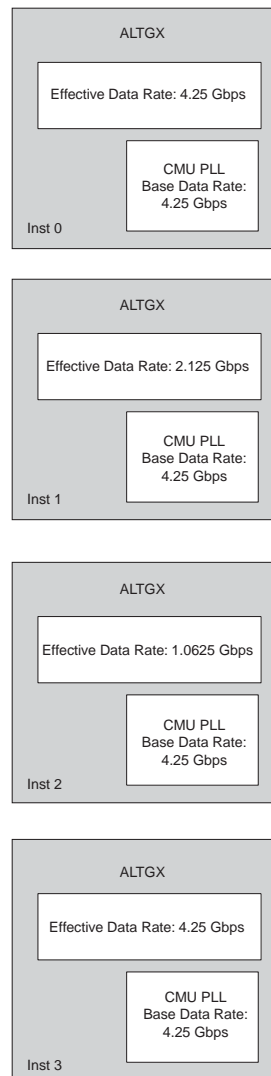 ALTGX
Effective Data Rate: 4.25 Gbps
CMU PLL
Base Data Rate:
4.25 Gbps
Inst 0
ALTGX
Effective Data Rate: 2.125 Gbps
CMU PLL
Base Data Rate:
4.25 Gbps
Inst 1
ALTGX
Effective Data Rate: 1.0625 Gbps
CMU PLL
Base Data Rate:
4.25 Gbps
Inst 2
ALTGX
Effective Data Rate: 4.25 Gbps
CMU PLL
Base Data Rate:
4.25 Gbps
Inst 3